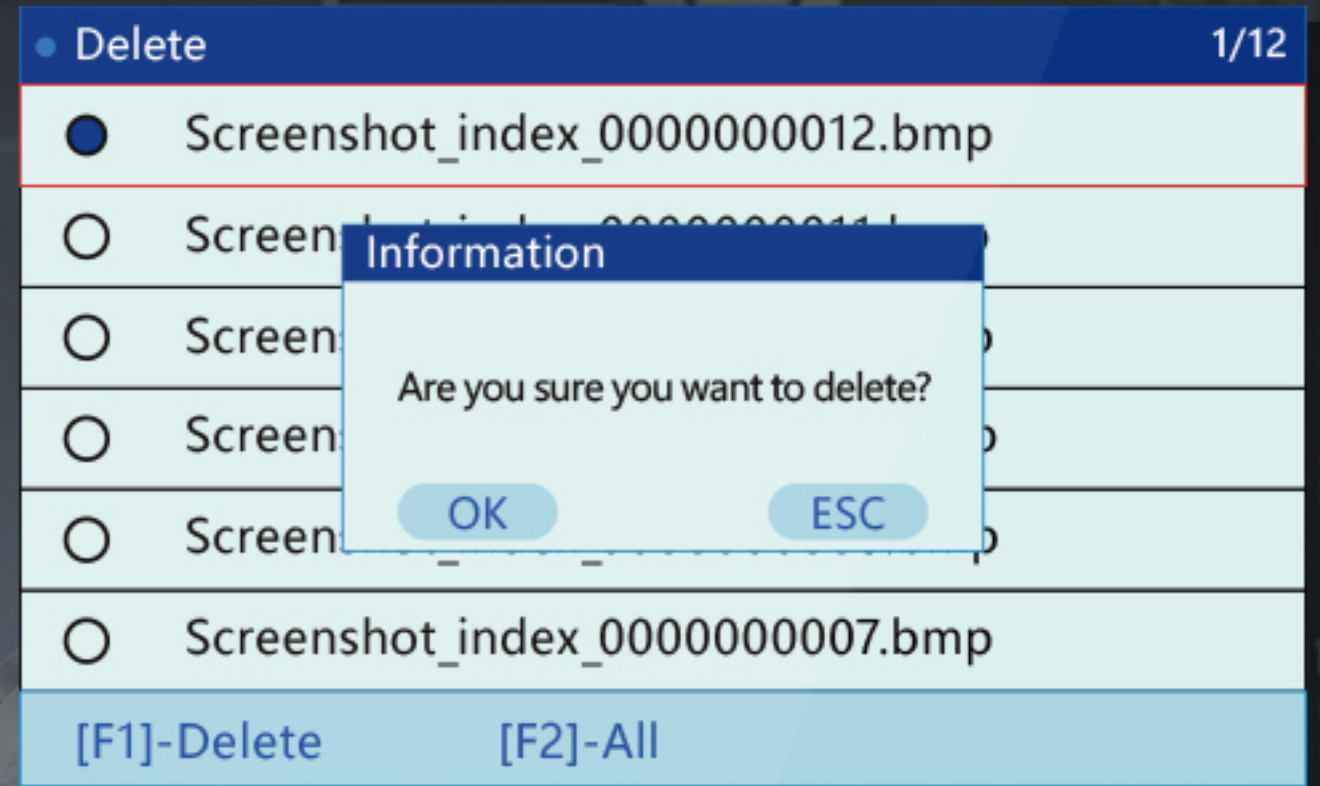 Delete 1/12
Screenshot_index_0000000012.bmp
Information
Are you sure you want to delete?
OK ESC
Screenshot_index_0000000007.bmp
[F1]-Delete [F2]-All